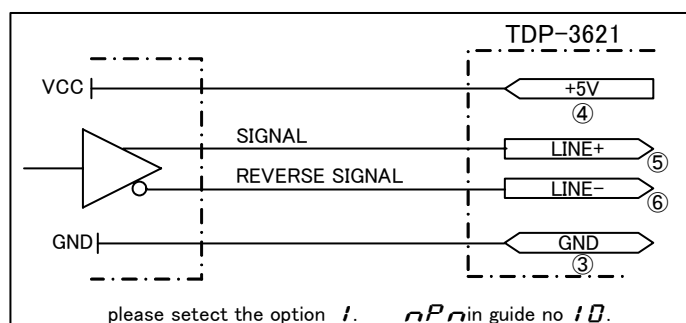 TDP-3621
VCC
+5V
④
SIGNAL
LINE+
⑤
REVERSE SIGNAL
LINE-
⑥
GND
GND
③
please setect the option 1. nPn in guide no 10.